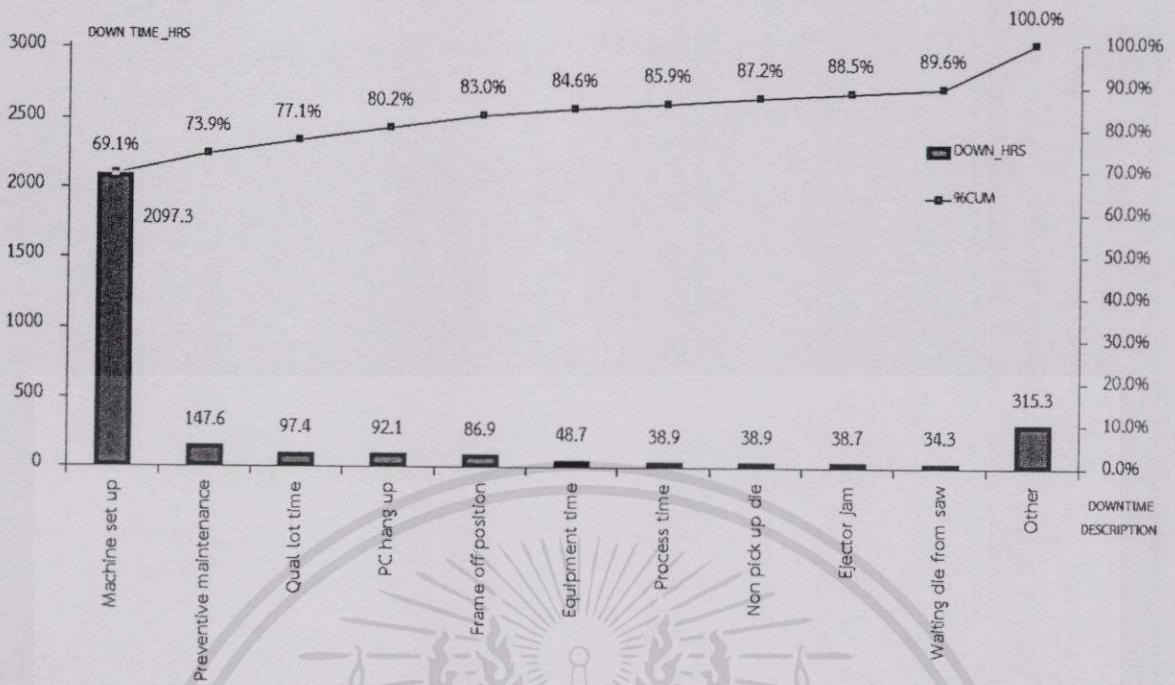 DOWN TIME_HRS
3000
2500
2000
1500
1000
500
0
69.1%
73.9%
77.1%
80.2%
83.0%
84.6%
85.9%
87.2%
88.5%
89.6%
100.0%
100.0%
90.0%
80.0%
70.0%
60.0%
50.0%
40.0%
30.0%
20.0%
10.0%
0.0%
DOWN_HRS
%CUM
2097.3
147.6
97.4
92.1
86.9
48.7
38.9
38.9
38.7
34.3
315.3
Machine set up
Preventive maintenance
Qual lot time
PC hang up
Frame off position
Equipment time
Process time
Non pick up die
Ejector jam
Waiting die from saw
Other
DOWNTIME
DESCRIPTION